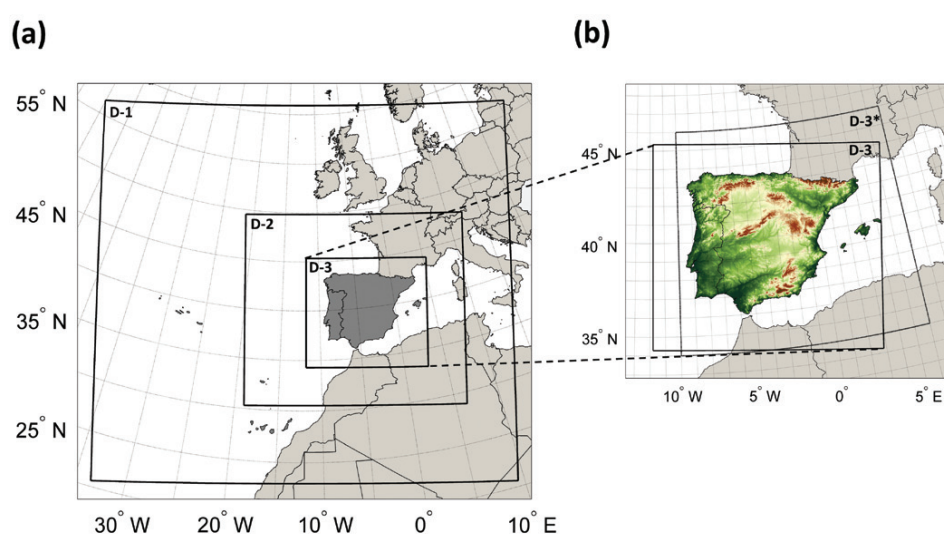 (a)
(b)
55° N
45° N
35° N
25° N
30° W
20° W
10° W
0°
10° E
D-1
D-2
D-3
45° N
40° N
35° N
10° W
5° W
0°
5° E
D-3*
D-3